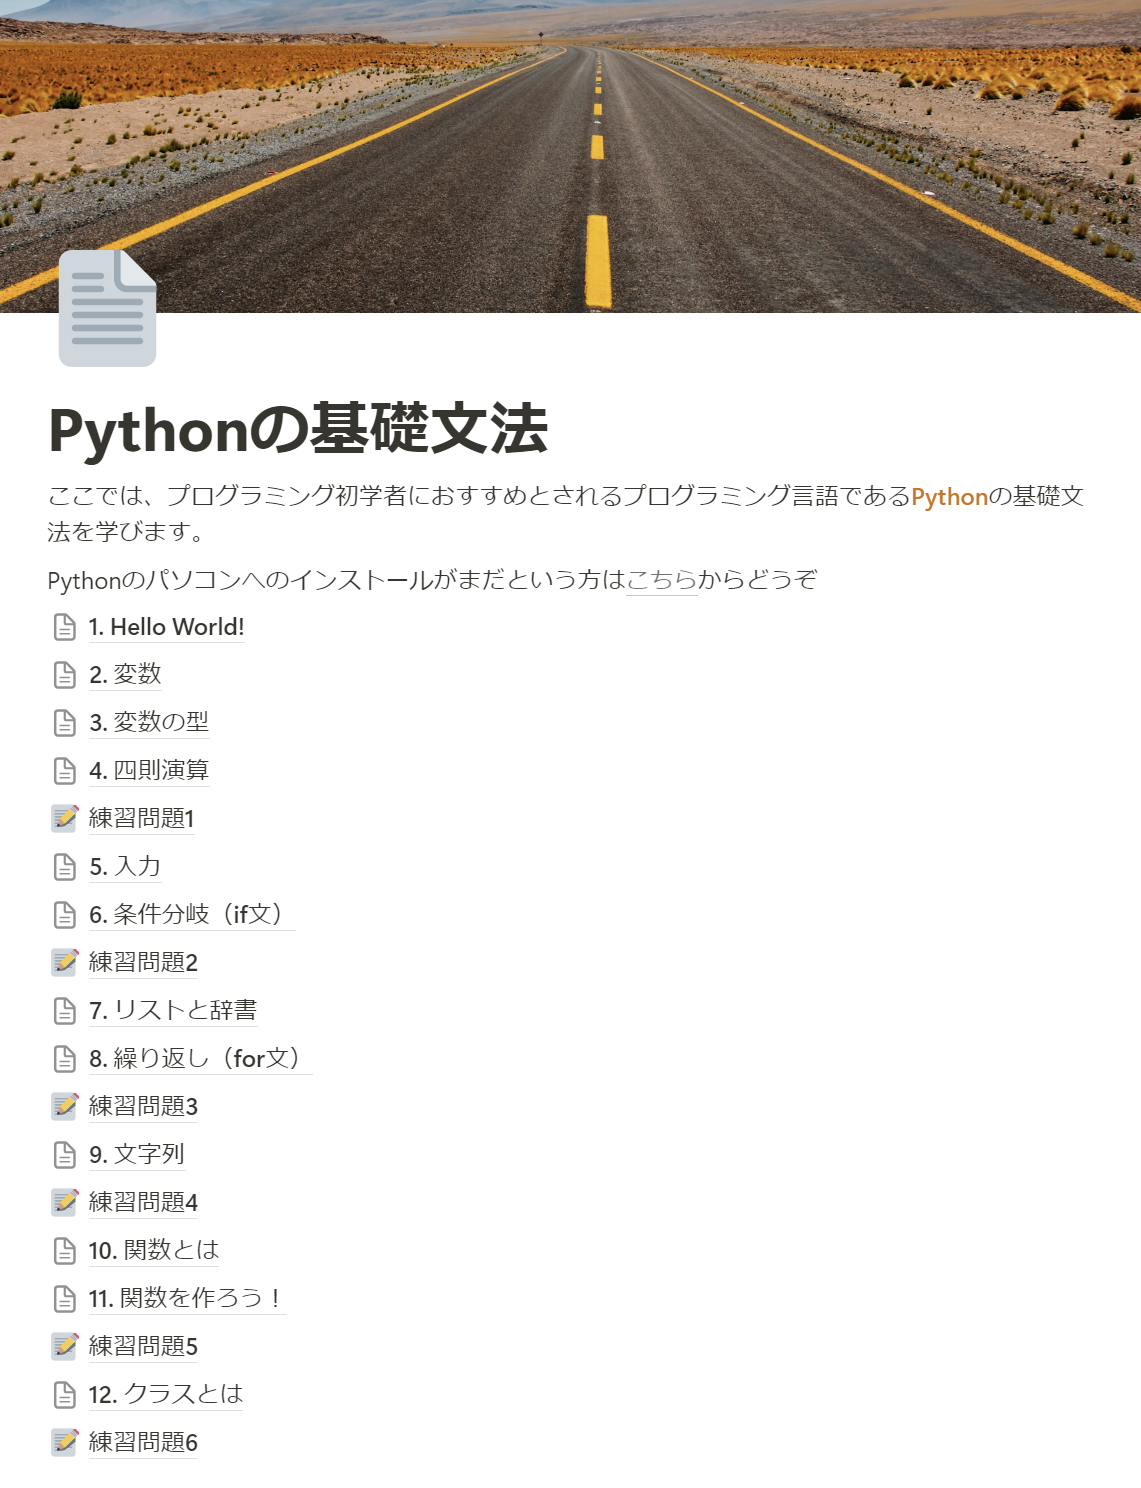 Pythonの基礎文法
ここでは、プログラミング初学者におすすめとされるプログラミング言語であるPythonの基礎文
法を学びます。
Pythonのパソコンへのインストールがまだという方はこちらからどうぞ
1. Hello World!
2. 変数
3. 変数の型
4. 四則演算
練習問題1
5. 入力
6. 条件分岐（if文）
練習問題2
7. リストと辞書
8. 繰り返し（for文）
練習問題3
9. 文字列
練習問題4
10. 関数とは
11. 関数を作ろう！
練習問題5
12. クラスとは
練習問題6